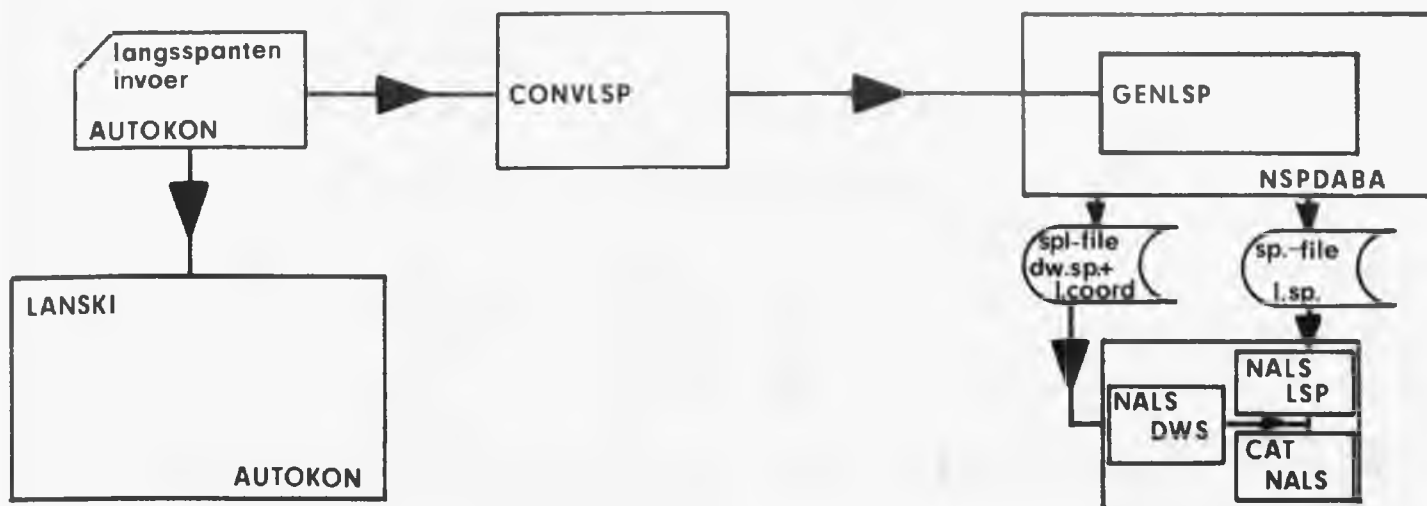 langsspanten
invoer
AUTOKON
CONVLSP
GENLSP
NSPDABA
LANSKI
AUTOKON
spl-file
dw.sp.+
l.coord
sp.-file
l.sp.
NALS
DWS
NALS
LSP
CAT
NALS